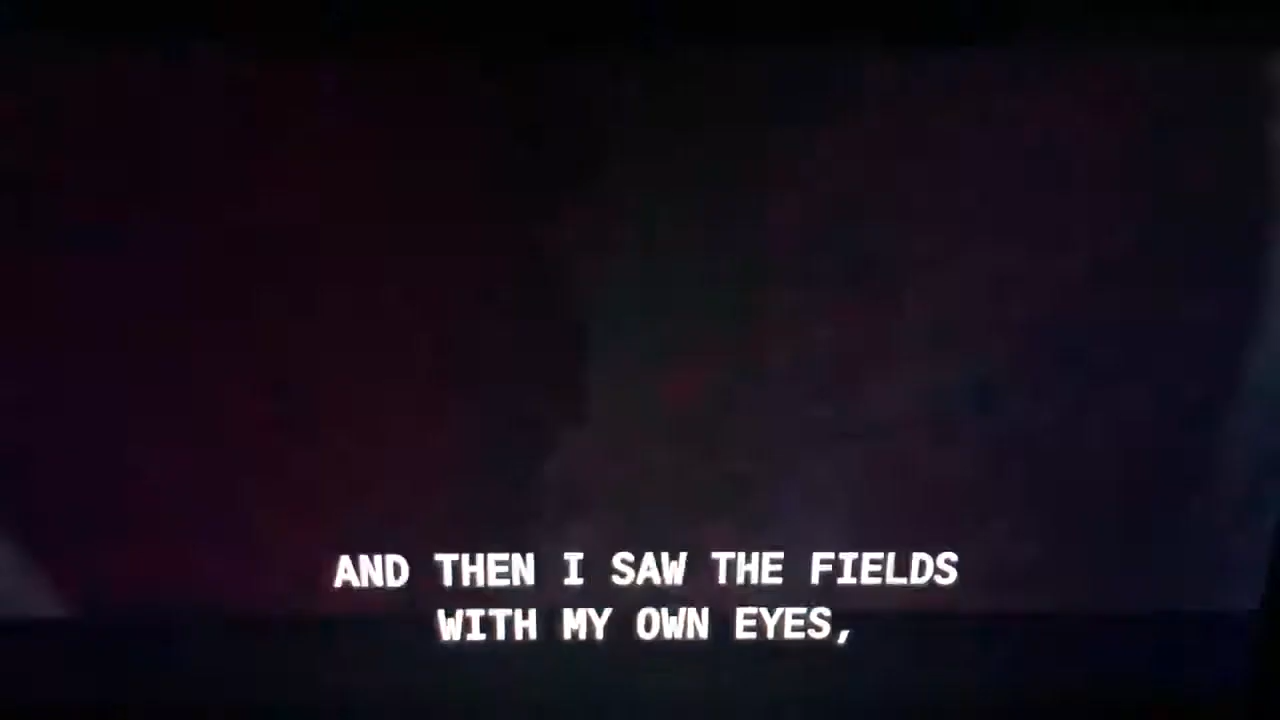 AND THEN I SAW THE FIELDS
WITH MY OWN EYES,